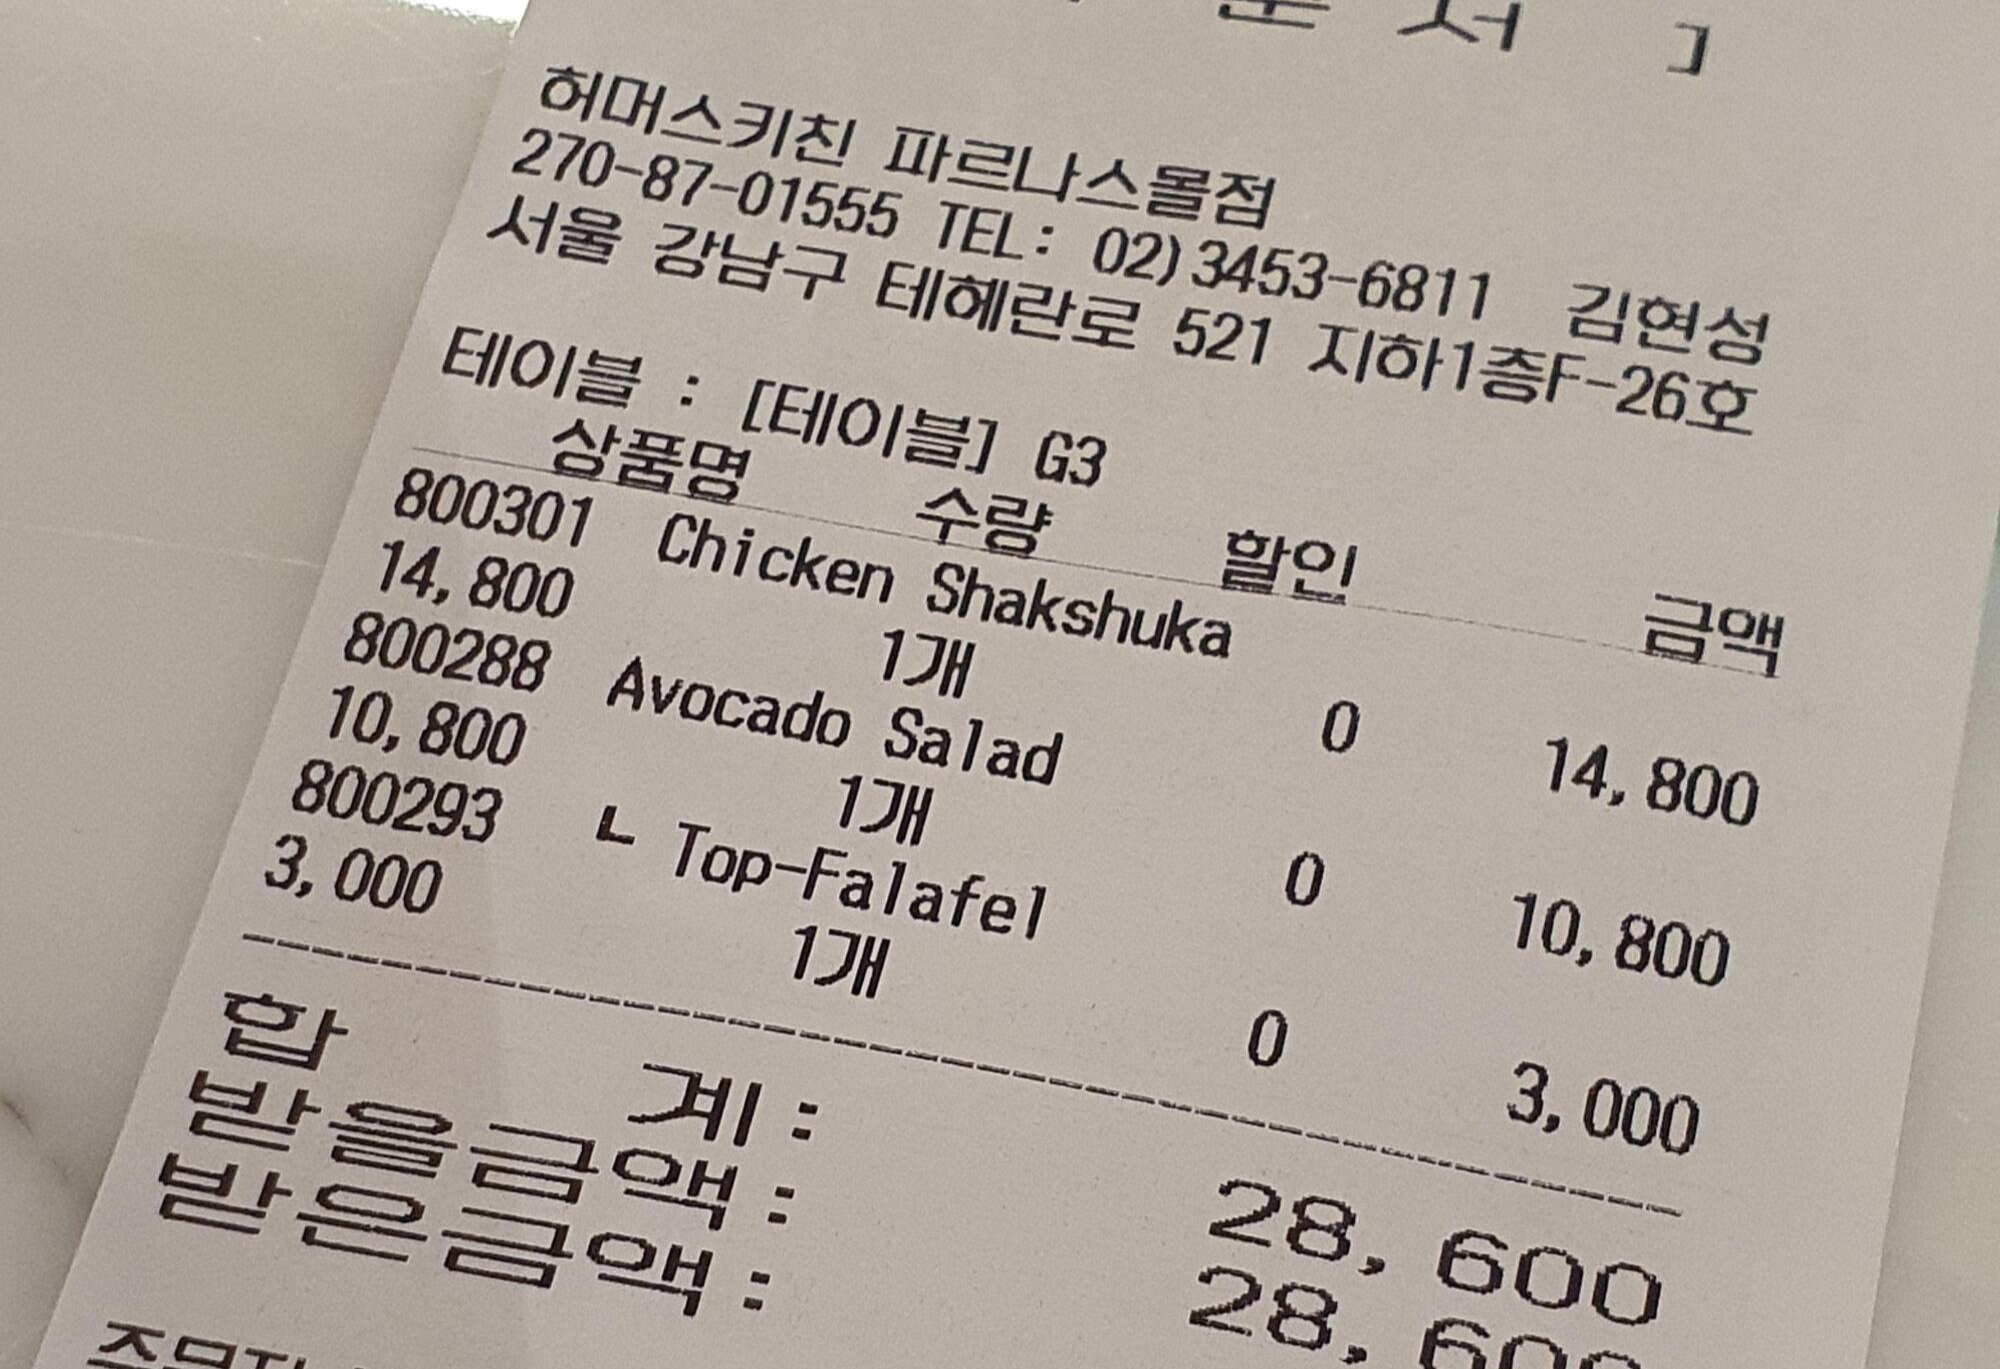 서 ]
허머스키친 파르나스몰점
270-87-01555 TEL: 02)3453-6811 김현성
서울 강남구 테헤란로 521 지하1층F-26호
테이블 : [테이블] G3
상품명 수량 할인 금액
800301 Chicken Shakshuka
14,800 1개 0 14,800
800288 Avocado Salad
10,800 1개 0 10,800
800293 ㄴ Top-Falafel
3,000 1개 0 3,000
합 계: 28,600
받을금액: 28,600
받은금액: